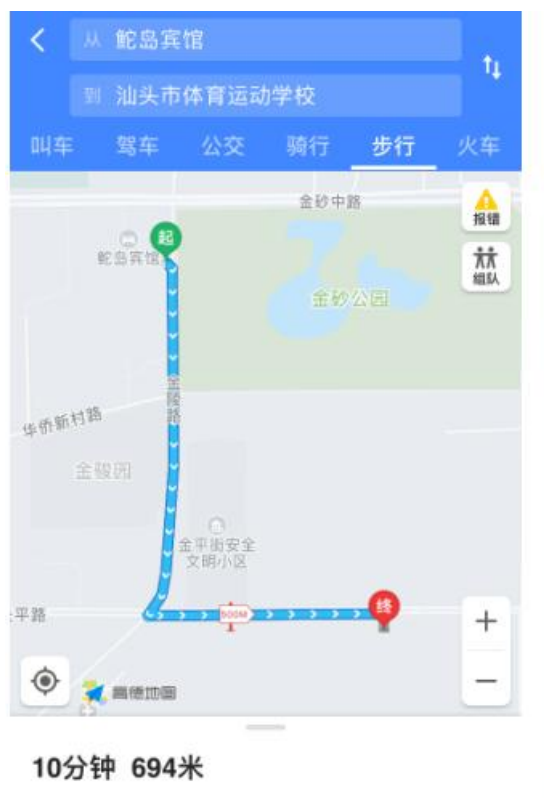 从 鮀岛宾馆
到 汕头市体育运动学校
叫车 驾车 公交 骑行 步行 火车
金砂中路
报错
起
鮀岛宾馆
组队
金砂公园
金陵路
华侨新村路
金骏园
金平街安全
文明小区
终
平路
500M
+
高德地图
−
10分钟 694米